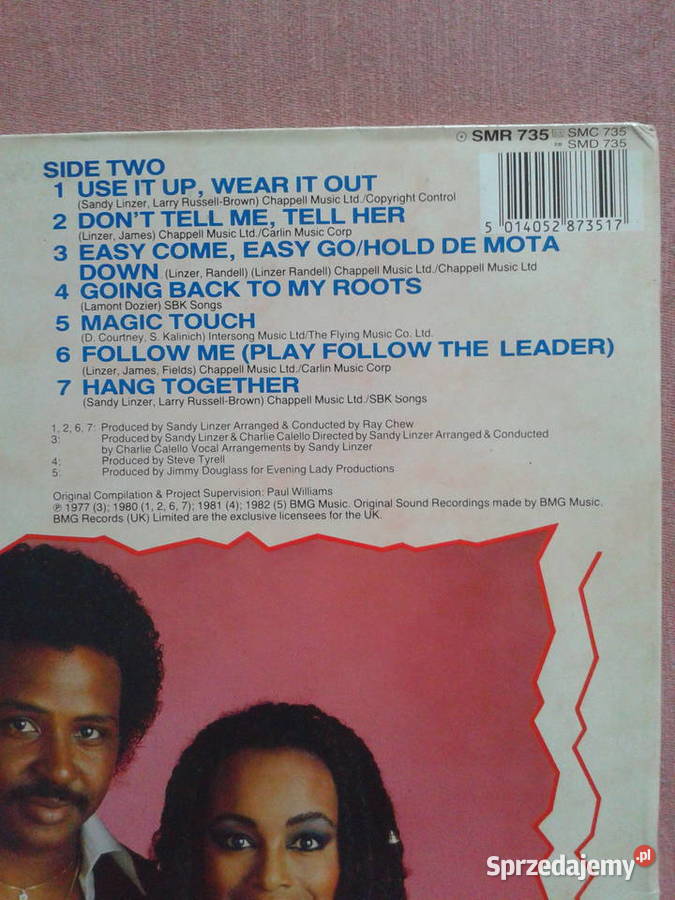 SMR 735 SMC 735
SMD 735
5 014052 873517
SIDE TWO
1 USE IT UP, WEAR IT OUT
(Sandy Linzer, Larry Russell-Brown) Chappell Music Ltd./Copyright Control
2 DON'T TELL ME, TELL HER
(Linzer, James) Chappell Music Ltd./Carlin Music Corp
3 EASY COME, EASY GO/HOLD DE MOTA
DOWN (Linzer, Randell) (Linzer Randell) Chappell Music Ltd./Chappell Music Ltd
4 GOING BACK TO MY ROOTS
(Lamont Dozier) SBK Songs
5 MAGIC TOUCH
(D. Courtney, S. Kalinich) Intersong Music Ltd/The Flying Music Co. Ltd.
6 FOLLOW ME (PLAY FOLLOW THE LEADER)
(Linzer, James, Fields) Chappell Music Ltd./Carlin Music Corp
7 HANG TOGETHER
(Sandy Linzer, Larry Russell-Brown) Chappell Music Ltd./SBK Songs
1, 2, 6, 7: Produced by Sandy Linzer Arranged & Conducted by Ray Chew
3: Produced by Sandy Linzer & Charlie Calello Directed by Sandy Linzer Arranged & Conducted
by Charlie Calello Vocal Arrangements by Sandy Linzer
4: Produced by Steve Tyrell
5: Produced by Jimmy Douglass for Evening Lady Productions
Original Compilation & Project Supervision: Paul Williams
℗ 1977 (3); 1980 (1, 2, 6, 7); 1981 (4); 1982 (5) BMG Music. Original Sound Recordings made by BMG Music.
BMG Records (UK) Limited are the exclusive licensees for the UK.
Sprzedajemy.pl